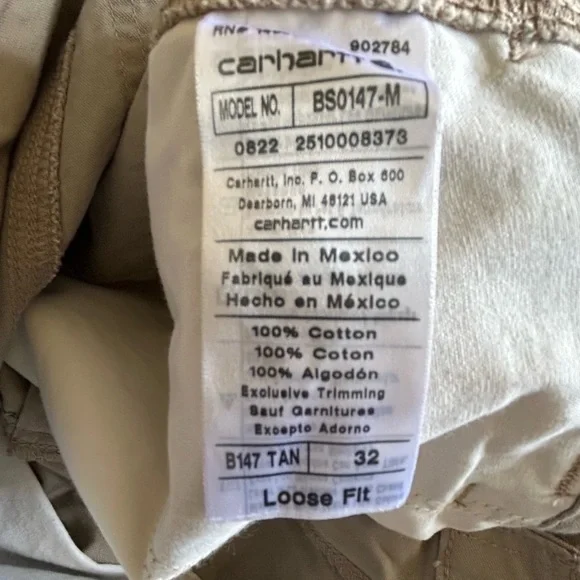 RN#
902784
carhartt
MODEL NO. BS0147-M
0822 2510008373
Carhartt, Inc. P. O. Box 600
Dearborn, MI 48121 USA
carhartt.com
Made in Mexico
Fabriqué au Mexique
Hecho en México
100% Cotton
100% Coton
100% Algodón
Exclusive Trimming
Sauf Garnitures
Excepto Adorno
B147 TAN 32
Loose Fit